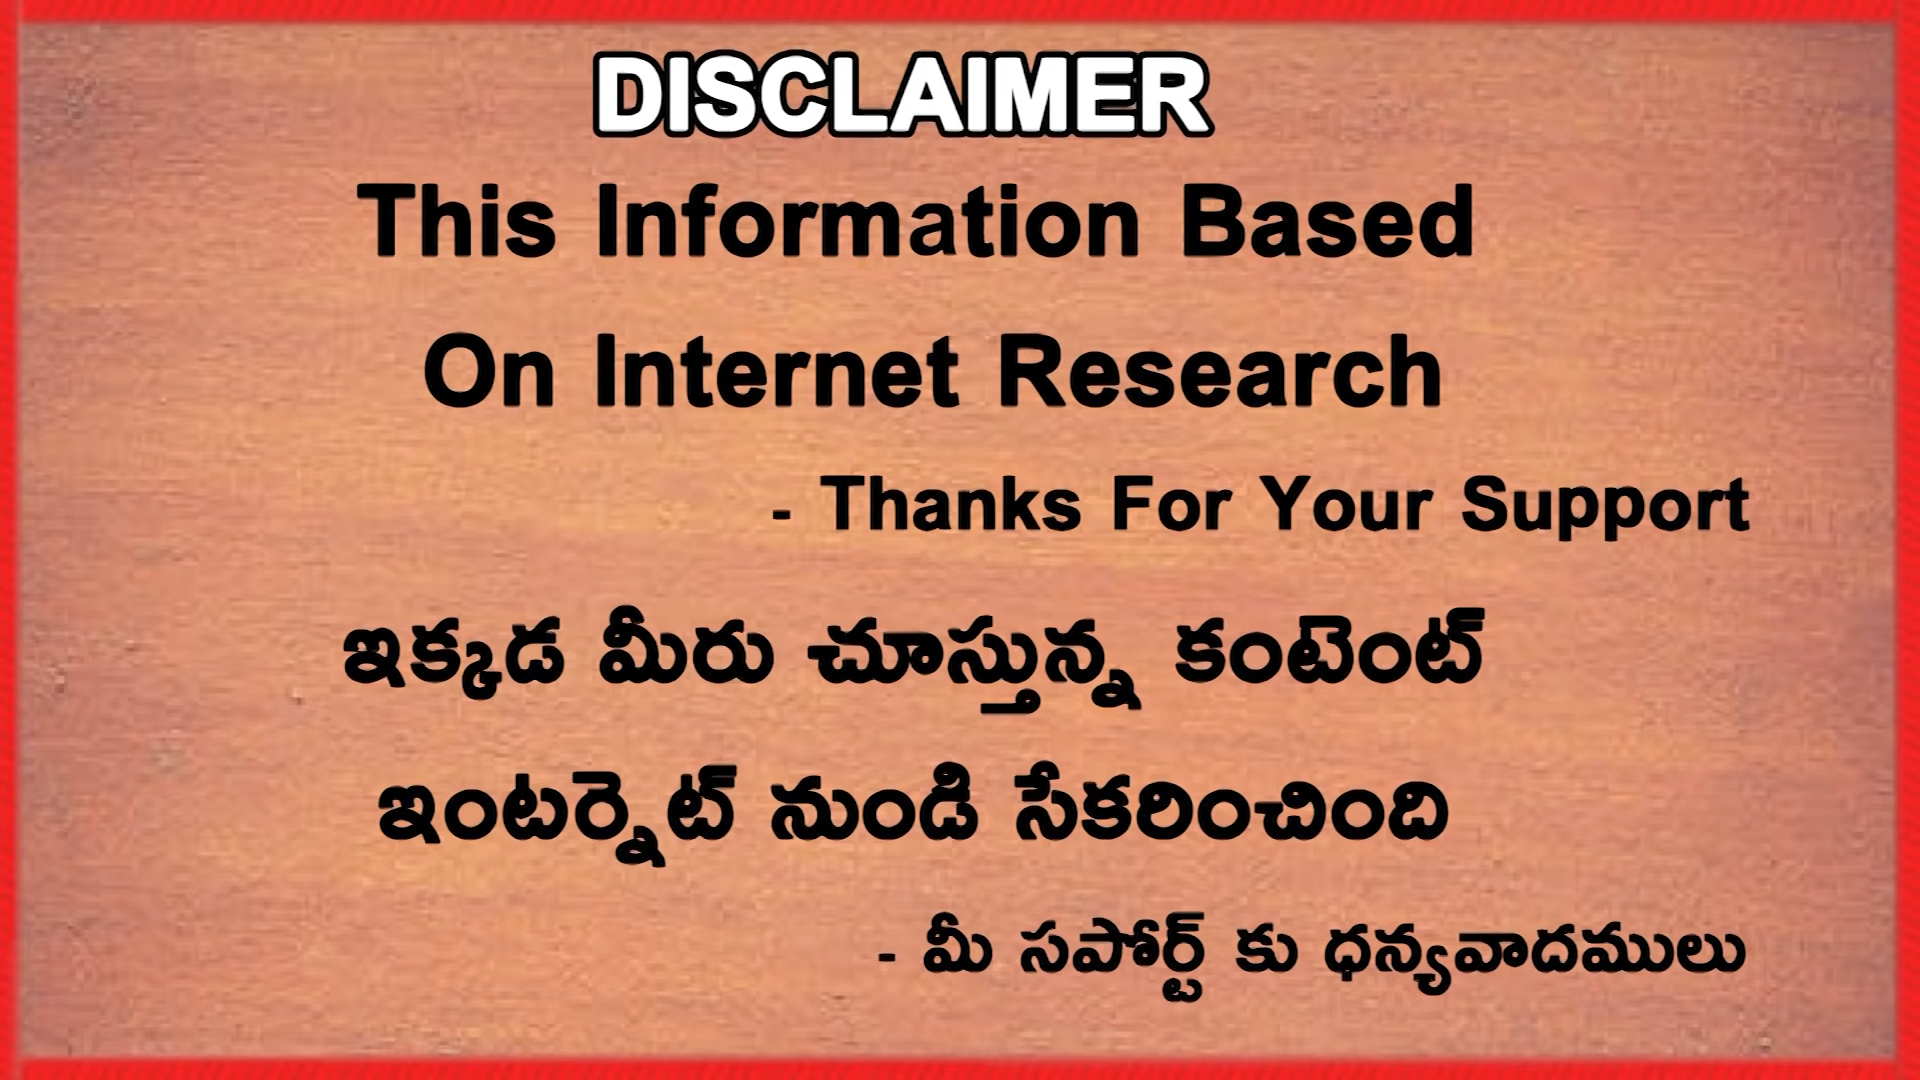 DISCLAIMER
This Information Based
On Internet Research
- Thanks For Your Support
ఇక్కడ మీరు చూస్తున్న కంటెంట్
ఇంటర్నెట్ నుండి సేకరించింది
- మీ సపోర్ట్ కు ధన్యవాదములు